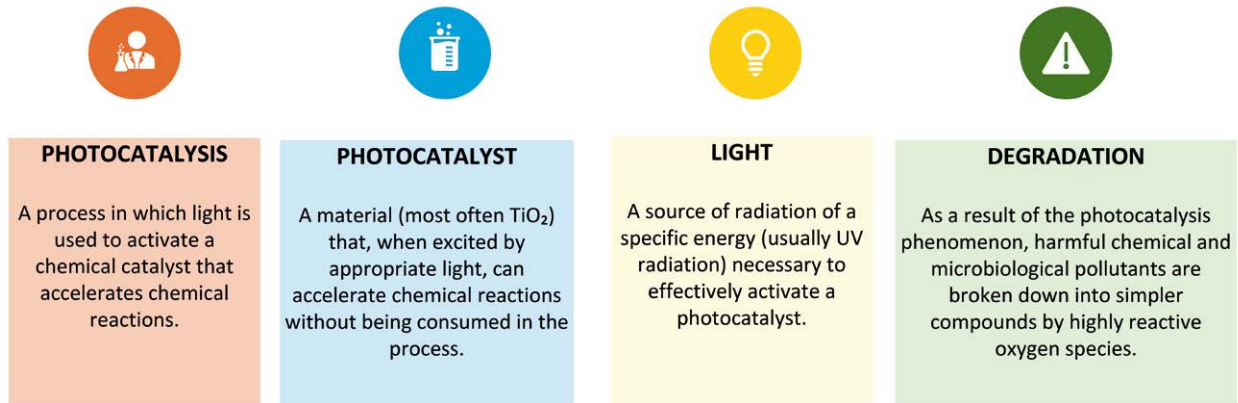 PHOTOCATALYSIS
A process in which light is
used to activate a
chemical catalyst that
accelerates chemical
reactions.
PHOTOCATALYST
A material (most often TiO₂)
that, when excited by
appropriate light, can
accelerate chemical reactions
without being consumed in the
process.
LIGHT
A source of radiation of a
specific energy (usually UV
radiation) necessary to
effectively activate a
photocatalyst.
DEGRADATION
As a result of the photocatalysis
phenomenon, harmful chemical and
microbiological pollutants are
broken down into simpler
compounds by highly reactive
oxygen species.